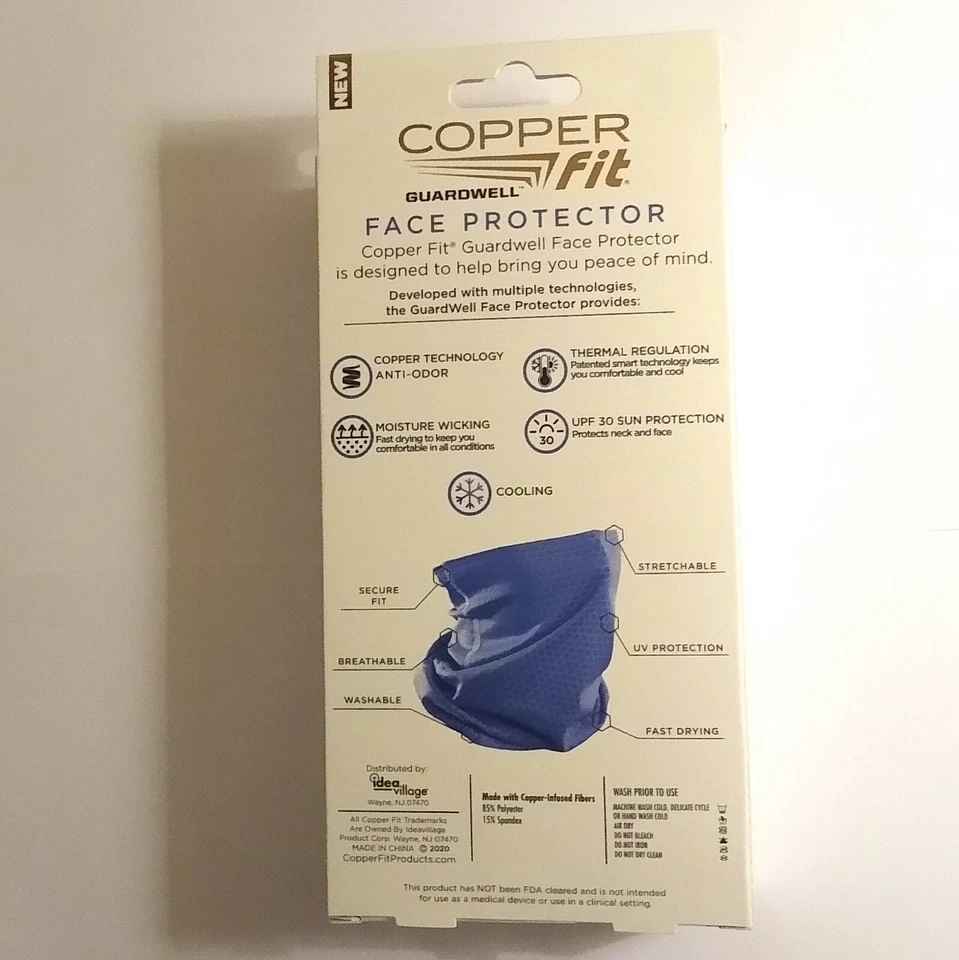 NEW
COPPER
fit®
GUARDWELL™
FACE PROTECTOR
Copper Fit® Guardwell Face Protector
is designed to help bring you peace of mind.
Developed with multiple technologies,
the GuardWell Face Protector provides:
COPPER TECHNOLOGY
ANTI-ODOR
THERMAL REGULATION
Patented smart technology keeps
you comfortable and cool
MOISTURE WICKING
Fast drying to keep you
comfortable in all conditions
30
UPF 30 SUN PROTECTION
Protects neck and face
COOLING
STRETCHABLE
SECURE
FIT
UV PROTECTION
BREATHABLE
WASHABLE
FAST DRYING
Distributed by:
idea
village®
Wayne, NJ 07470
All Copper Fit Trademarks
Are Owned By Ideavillage
Product Corp. Wayne, NJ 07470
MADE IN CHINA © 2020
CopperFitProducts.com
Made with Copper-Infused Fibers
85% Polyester
15% Spandex
WASH PRIOR TO USE
MACHINE WASH COLD, DELICATE CYCLE
OR HAND WASH COLD
AIR DRY
DO NOT BLEACH
DO NOT IRON
DO NOT DRY CLEAN
This product has NOT been FDA cleared and is not intended
for use as a medical device or use in a clinical setting.